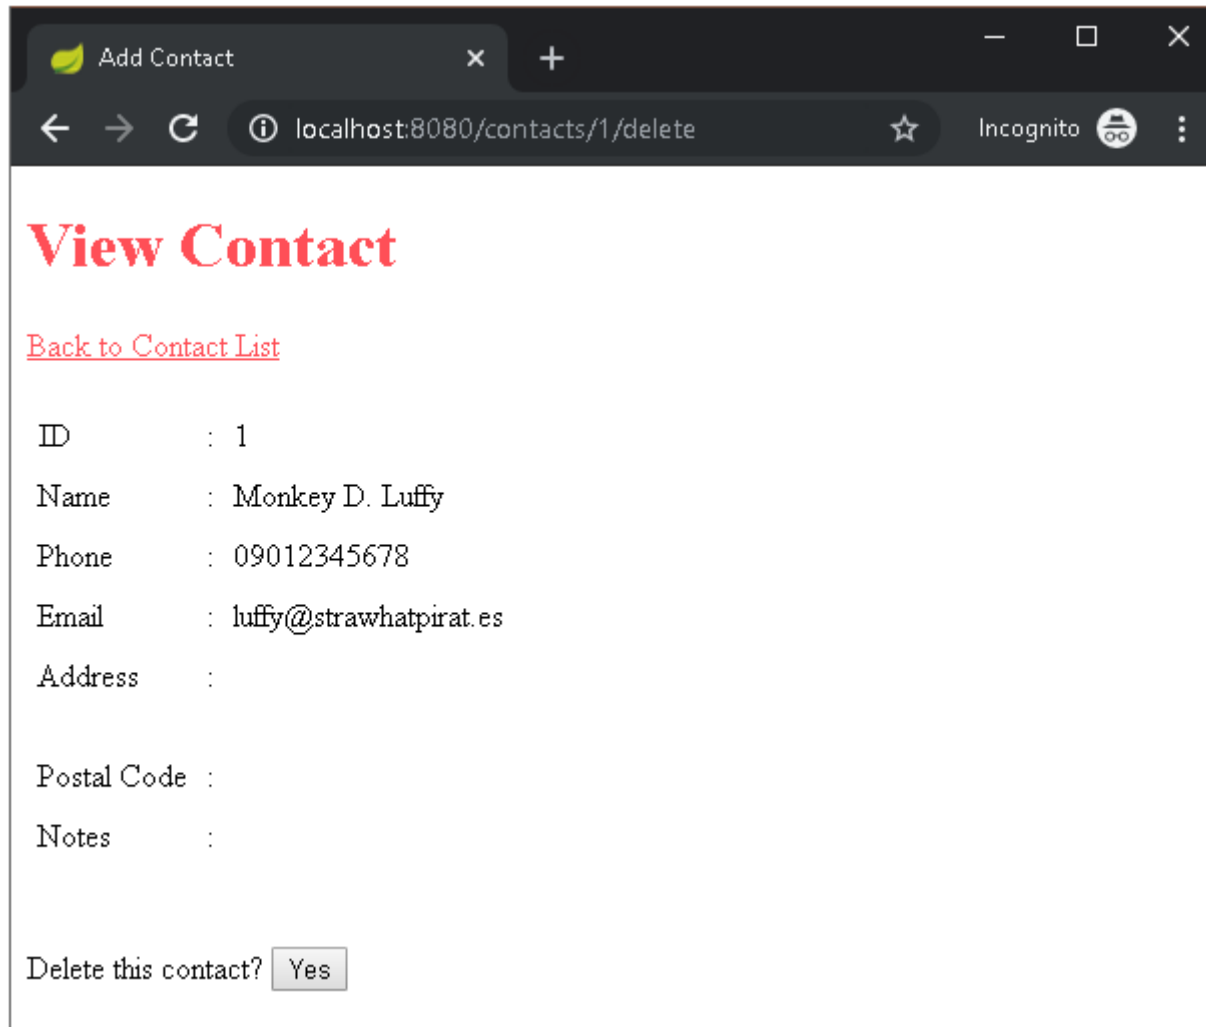 Add Contact
localhost:8080/contacts/1/delete
Incognito
View Contact
Back to Contact List
ID : 1
Name : Monkey D. Luffy
Phone : 09012345678
Email : luffy@strawhatpirat.es
Address :
Postal Code :
Notes :
Delete this contact? Yes